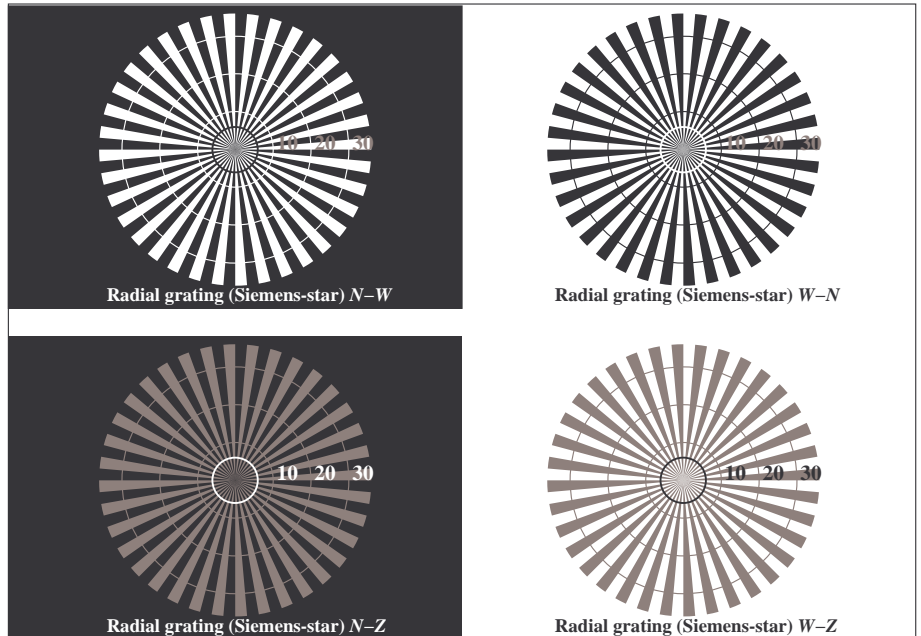 10 20 30
Radial grating (Siemens-star) N–W
10 20 30
Radial grating (Siemens-star) W–N
10 20 30
Radial grating (Siemens-star) N–Z
10 20 30
Radial grating (Siemens-star) W–Z